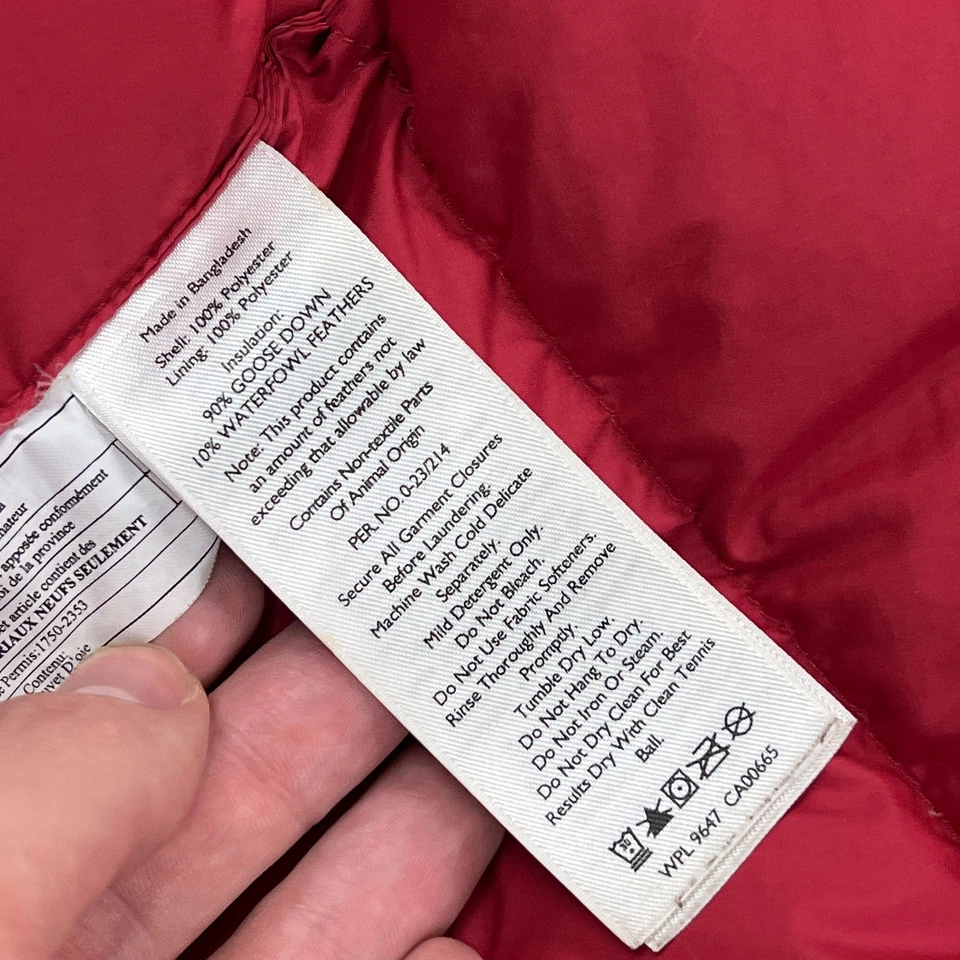 Made in Bangladesh
Shell: 100% Polyester
Lining: 100% Polyester
Insulation:
90% GOOSE DOWN
10% WATERFOWL FEATHERS
Note: This product contains
an amount of feathers not
exceeding that allowable by law
Contains Non-textile Parts
Of Animal Origin
PER. NO. 0-23/214
Secure All Garment Closures
Before Laundering.
Machine Wash Cold Delicate
Separately.
Mild Detergent Only.
Do Not Bleach.
Do Not Use Fabric Softeners.
Rinse Thoroughly And Remove
Promptly.
Tumble Dry Low.
Do Not Hang To Dry.
Do Not Iron Or Steam.
Do Not Dry Clean For Best
Results Dry With Clean Tennis
Ball.
30
WPL 9647 CA00665
apposée conformément
oi de la province
et article contient des
RIAUX NEUFS SEULEMENT
Permis:1750-2353
Contenu:
uvet D'oie